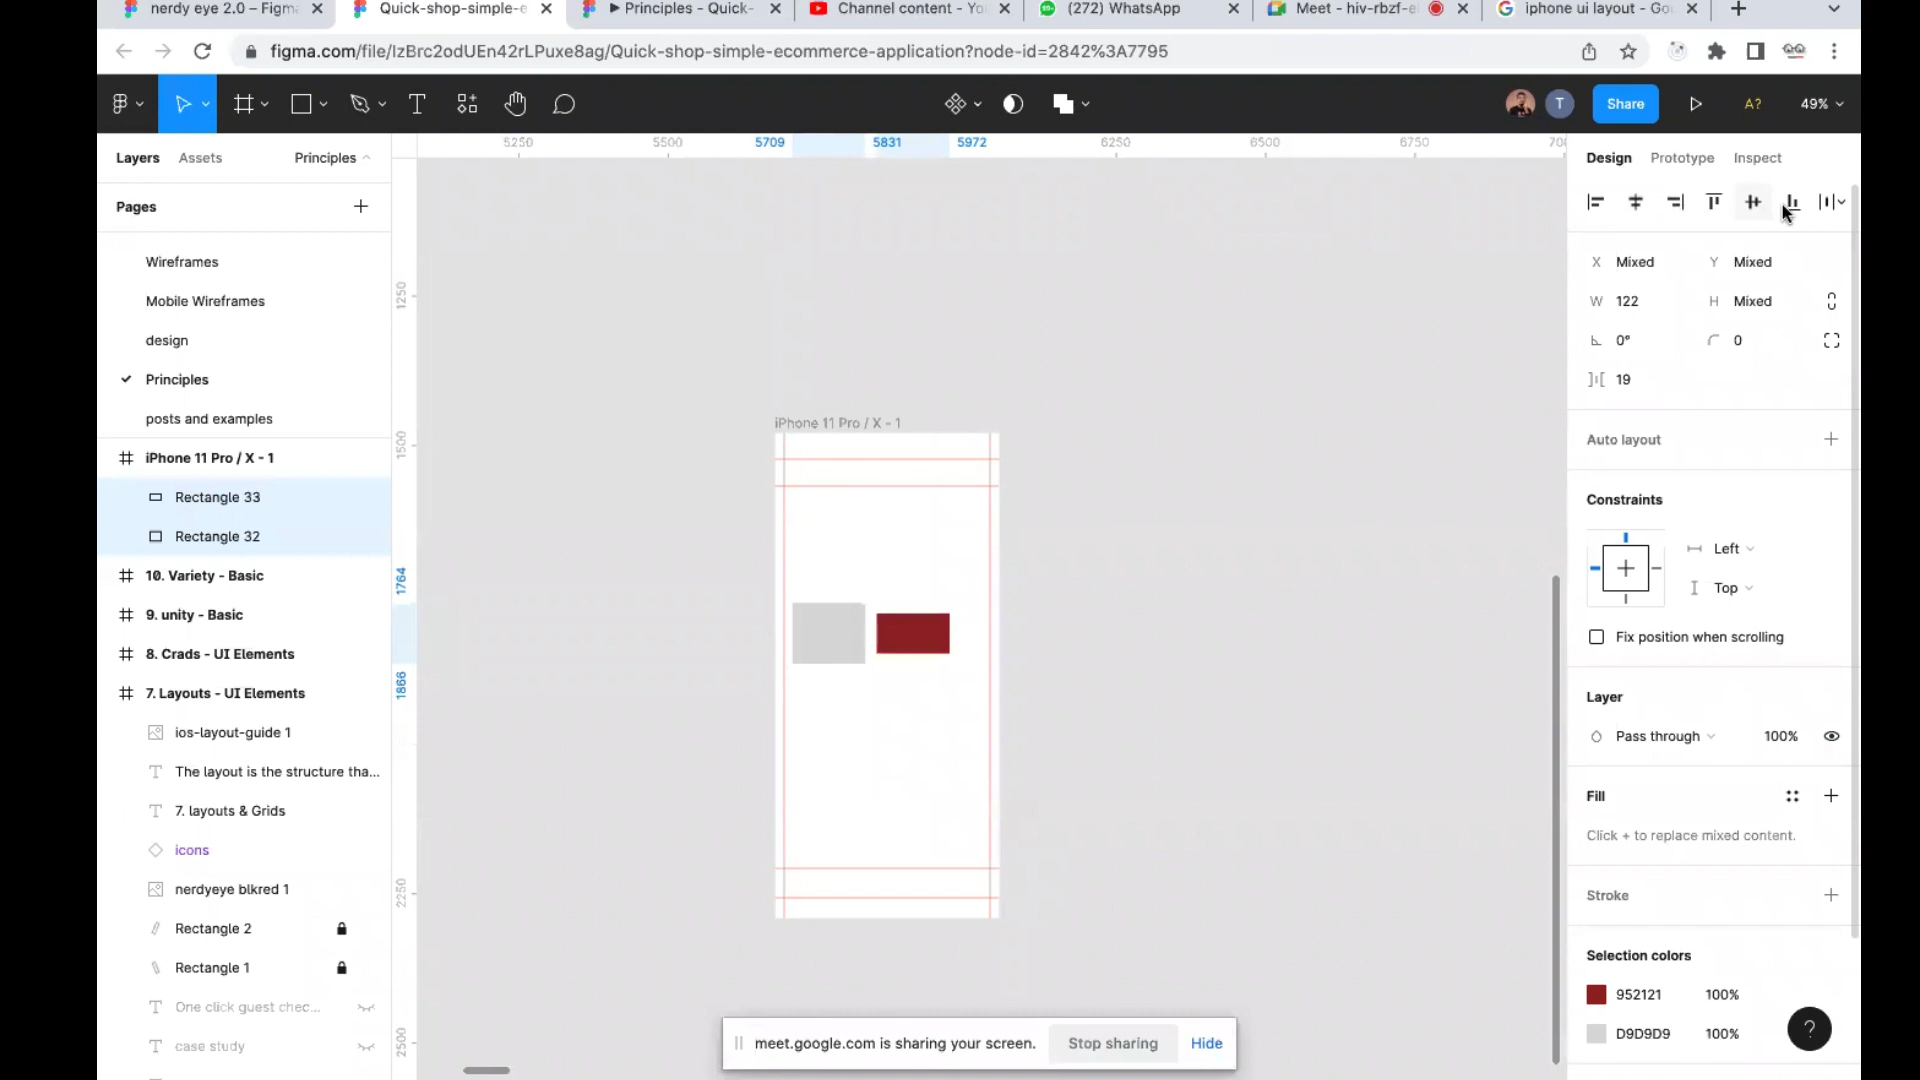 nerdy eye 2.0 – Figm
Quick-shop-simple-e
Principles - Quick-
Channel content - Yo
(272) WhatsApp
Meet - hiv-rbzf-e
iphone ui layout - Go
figma.com/file/IzBrc2odUEn42rLPuxe8ag/Quick-shop-simple-ecommerce-application?node-id=2842%3A7795
T
Share
A?
49%
Layers
Assets
Principles
5250
5500
5709
5831
5972
6250
6500
6750
700
Design
Prototype
Inspect
Pages
Wireframes
Mobile Wireframes
design
Principles
posts and examples
iPhone 11 Pro / X - 1
Rectangle 33
Rectangle 32
10. Variety - Basic
9. unity - Basic
8. Crads - UI Elements
7. Layouts - UI Elements
ios-layout-guide 1
The layout is the structure tha...
7. layouts & Grids
icons
nerdyeye blkred 1
Rectangle 2
Rectangle 1
One click guest chec...
case study
1250
1500
1764
1866
2250
2500
iPhone 11 Pro / X - 1
X Mixed
Y Mixed
W 122
H Mixed
0°
0
19
Auto layout
Constraints
Left
Top
Fix position when scrolling
Layer
Pass through
100%
Fill
Click + to replace mixed content.
Stroke
Selection colors
952121 100%
D9D9D9 100%
?
meet.google.com is sharing your screen.
Stop sharing
Hide